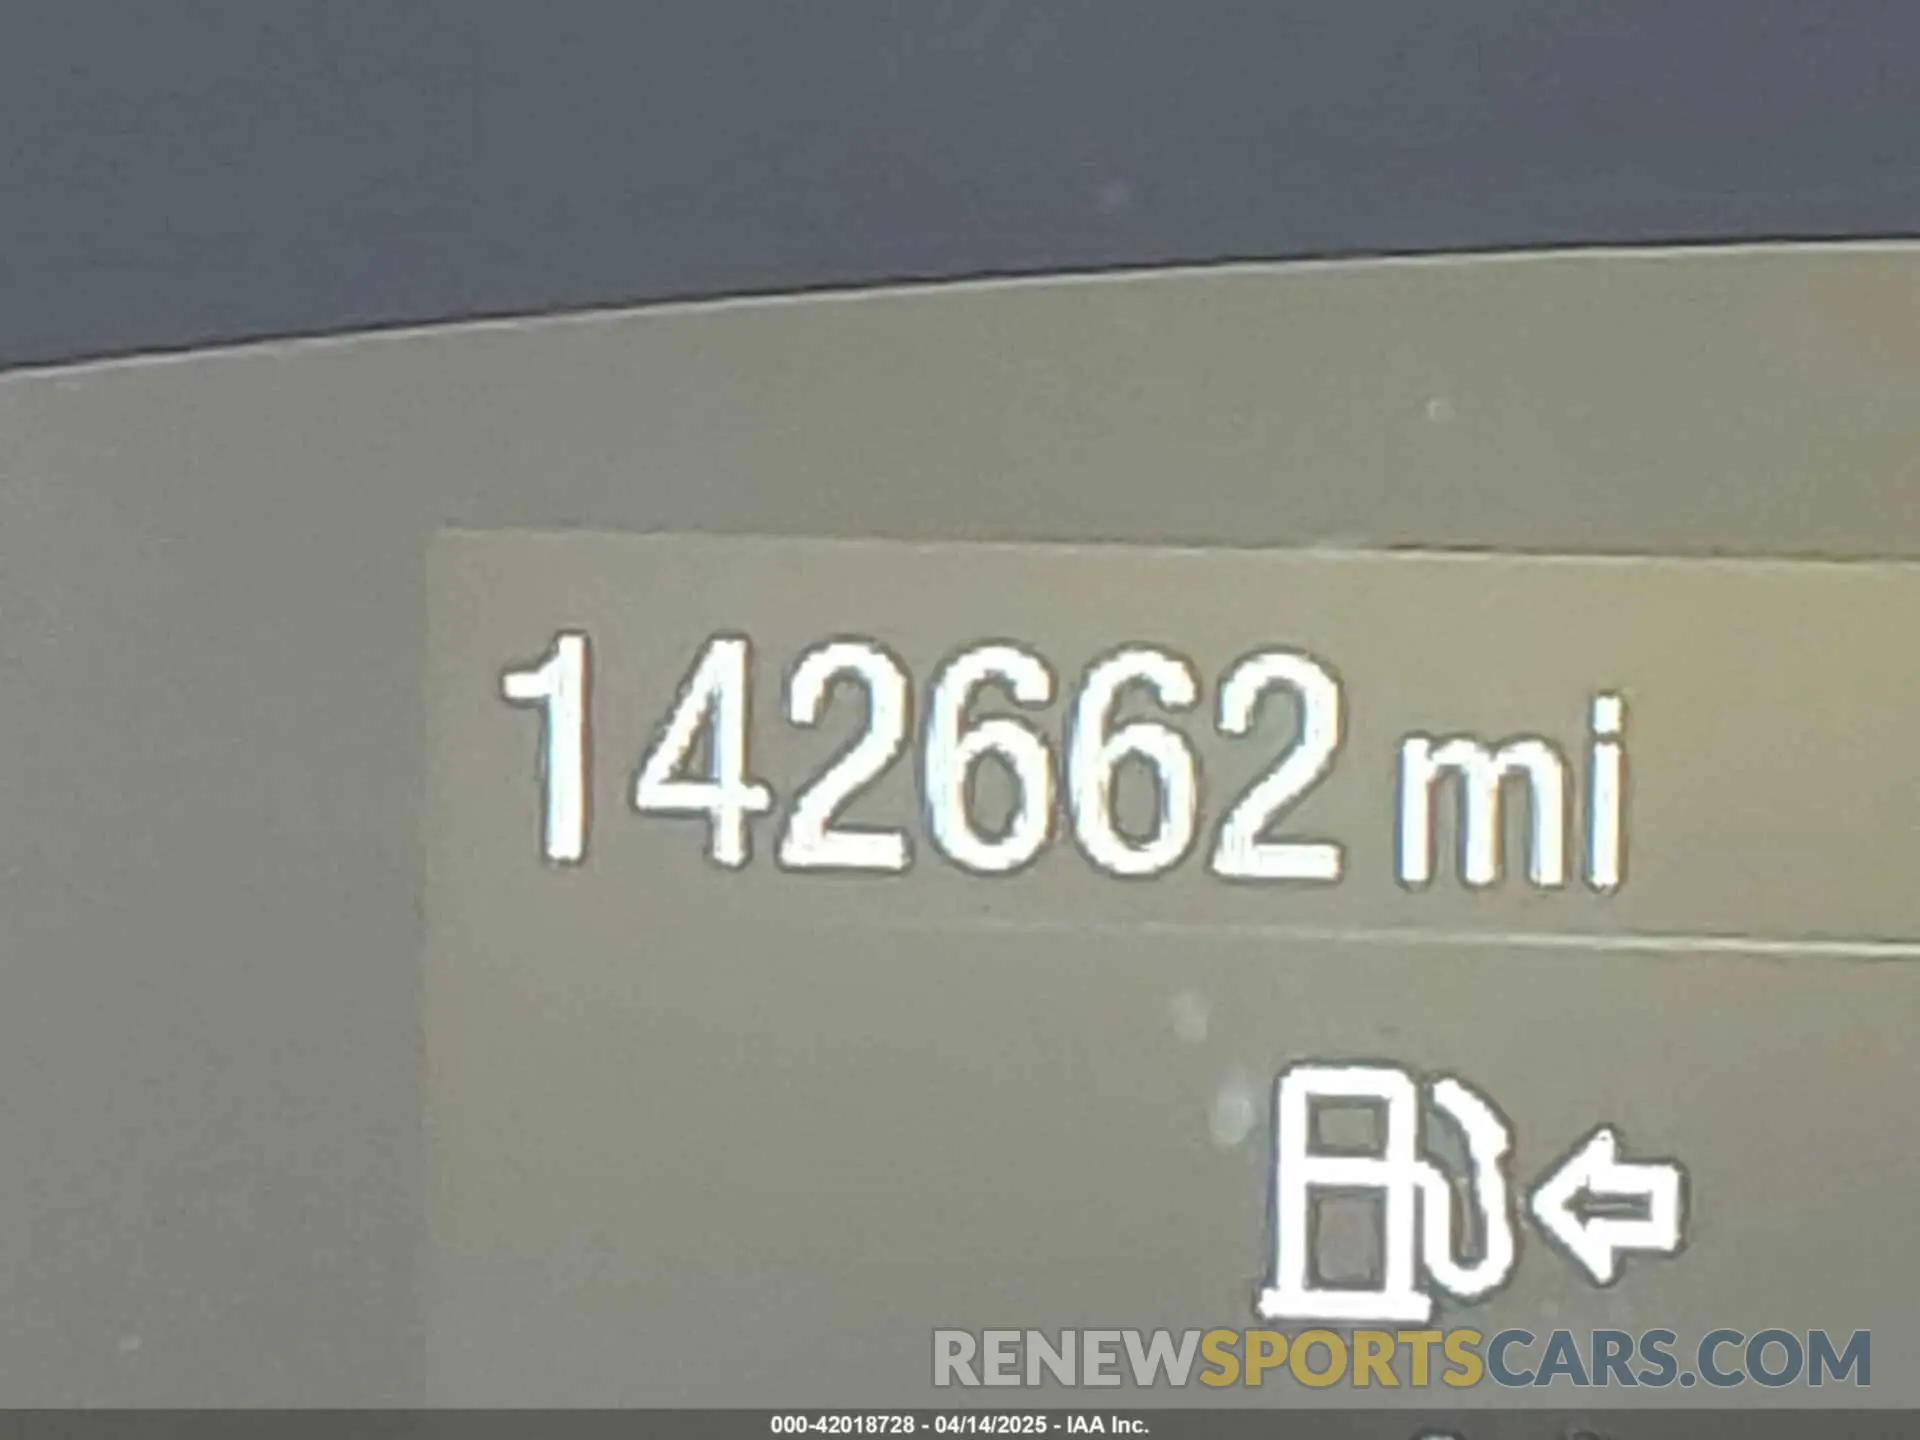 142662 mi
RENEWSPORTSCARS.COM
000-42018728 - 04/14/2025 - IAA Inc.